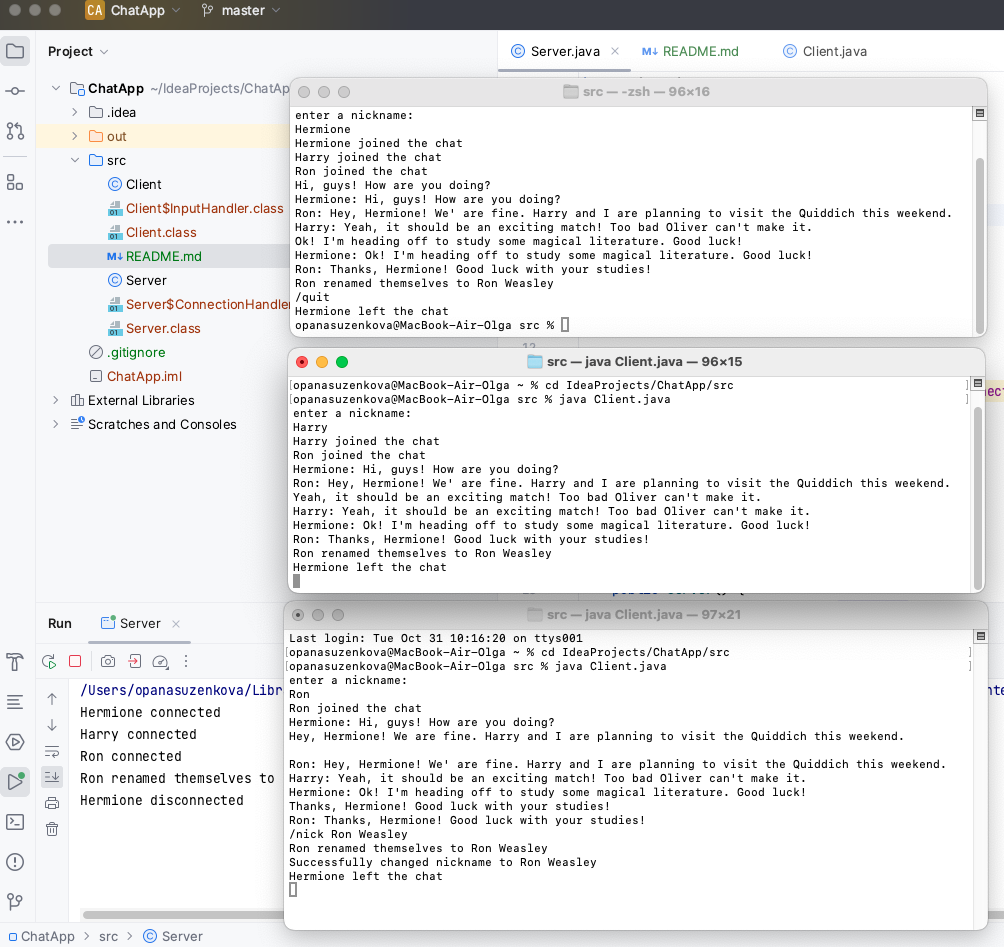 CA ChatApp master
Project
Server.java
README.md
Client.java
ChatApp ~/IdeaProjects/ChatApp
.idea
out
src
Client
Client$InputHandler.class
Client.class
README.md
Server
Server$ConnectionHandler
Server.class
.gitignore
ChatApp.iml
External Libraries
Scratches and Consoles
src — -zsh — 96×16
enter a nickname:
Hermione
Hermione joined the chat
Harry joined the chat
Ron joined the chat
Hi, guys! How are you doing?
Hermione: Hi, guys! How are you doing?
Ron: Hey, Hermione! We' are fine. Harry and I are planning to visit the Quiddich this weekend.
Harry: Yeah, it should be an exciting match! Too bad Oliver can't make it.
Ok! I'm heading off to study some magical literature. Good luck!
Hermione: Ok! I'm heading off to study some magical literature. Good luck!
Ron: Thanks, Hermione! Good luck with your studies!
Ron renamed themselves to Ron Weasley
/quit
Hermione left the chat
opanasuzenkova@MacBook-Air-Olga src %
src — java Client.java — 96×15
[opanasuzenkova@MacBook-Air-Olga ~ % cd IdeaProjects/ChatApp/src ]
[opanasuzenkova@MacBook-Air-Olga src % java Client.java ]
enter a nickname:
Harry
Harry joined the chat
Ron joined the chat
Hermione: Hi, guys! How are you doing?
Ron: Hey, Hermione! We' are fine. Harry and I are planning to visit the Quiddich this weekend.
Yeah, it should be an exciting match! Too bad Oliver can't make it.
Harry: Yeah, it should be an exciting match! Too bad Oliver can't make it.
Hermione: Ok! I'm heading off to study some magical literature. Good luck!
Ron: Thanks, Hermione! Good luck with your studies!
Ron renamed themselves to Ron Weasley
Hermione left the chat
src — java Client.java — 97×21
Last login: Tue Oct 31 10:16:20 on ttys001
[opanasuzenkova@MacBook-Air-Olga ~ % cd IdeaProjects/ChatApp/src ]
[opanasuzenkova@MacBook-Air-Olga src % java Client.java ]
enter a nickname:
Ron
Ron joined the chat
Hermione: Hi, guys! How are you doing?
Hey, Hermione! We are fine. Harry and I are planning to visit the Quiddich this weekend.
Ron: Hey, Hermione! We' are fine. Harry and I are planning to visit the Quiddich this weekend.
Harry: Yeah, it should be an exciting match! Too bad Oliver can't make it.
Hermione: Ok! I'm heading off to study some magical literature. Good luck!
Thanks, Hermione! Good luck with your studies!
Ron: Thanks, Hermione! Good luck with your studies!
/nick Ron Weasley
Ron renamed themselves to Ron Weasley
Successfully changed nickname to Ron Weasley
Hermione left the chat
Run Server
/Users/opanasuzenkova/Libr
Hermione connected
Harry connected
Ron connected
Ron renamed themselves to
Hermione disconnected
ChatApp > src > Server